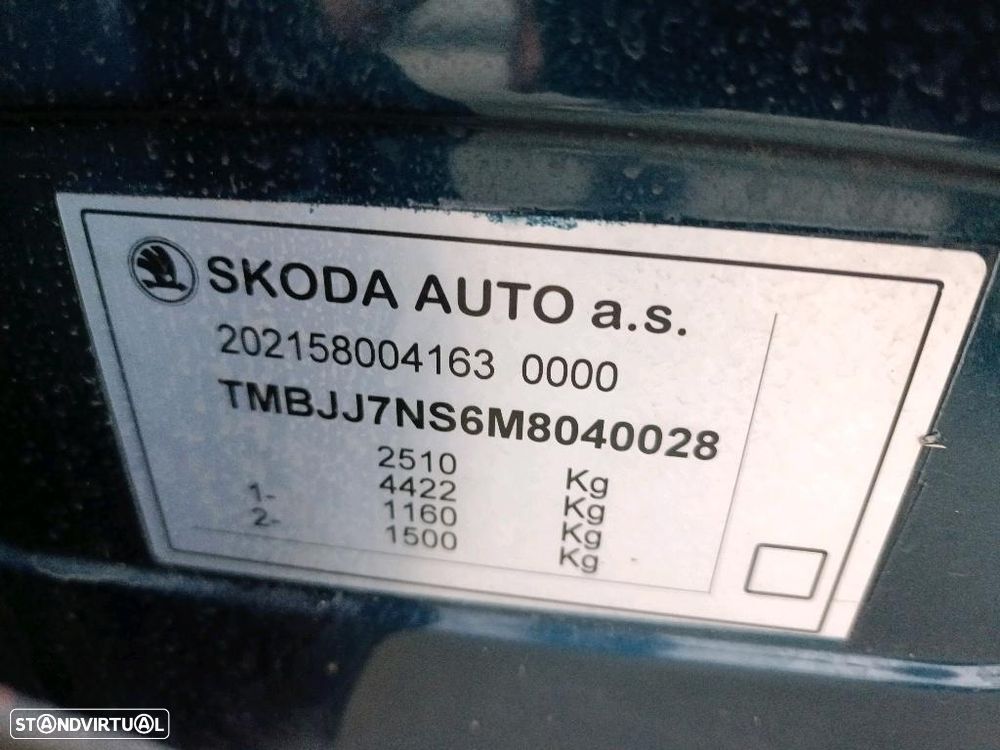 SKODA AUTO a.s.
202158004163 0000
TMBJJ7NS6M8040028
2510 Kg
4422 Kg
1- 1160 Kg
2- 1500 Kg
STANDVIRTUAL